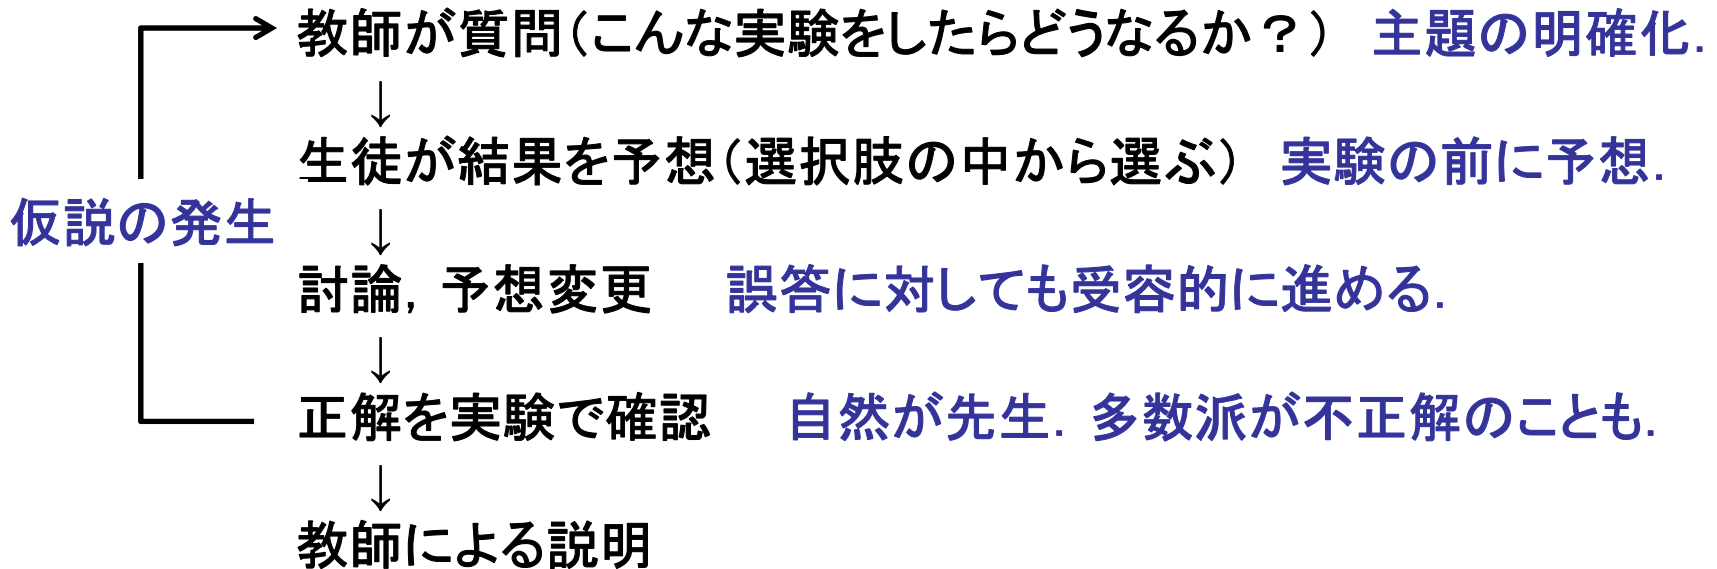 教師が質問（こんな実験をしたらどうなるか？） 主題の明確化．
↓
生徒が結果を予想（選択肢の中から選ぶ） 実験の前に予想．
仮説の発生
↓
討論，予想変更 誤答に対しても受容的に進める．
↓
正解を実験で確認 自然が先生．多数派が不正解のことも．
↓
教師による説明